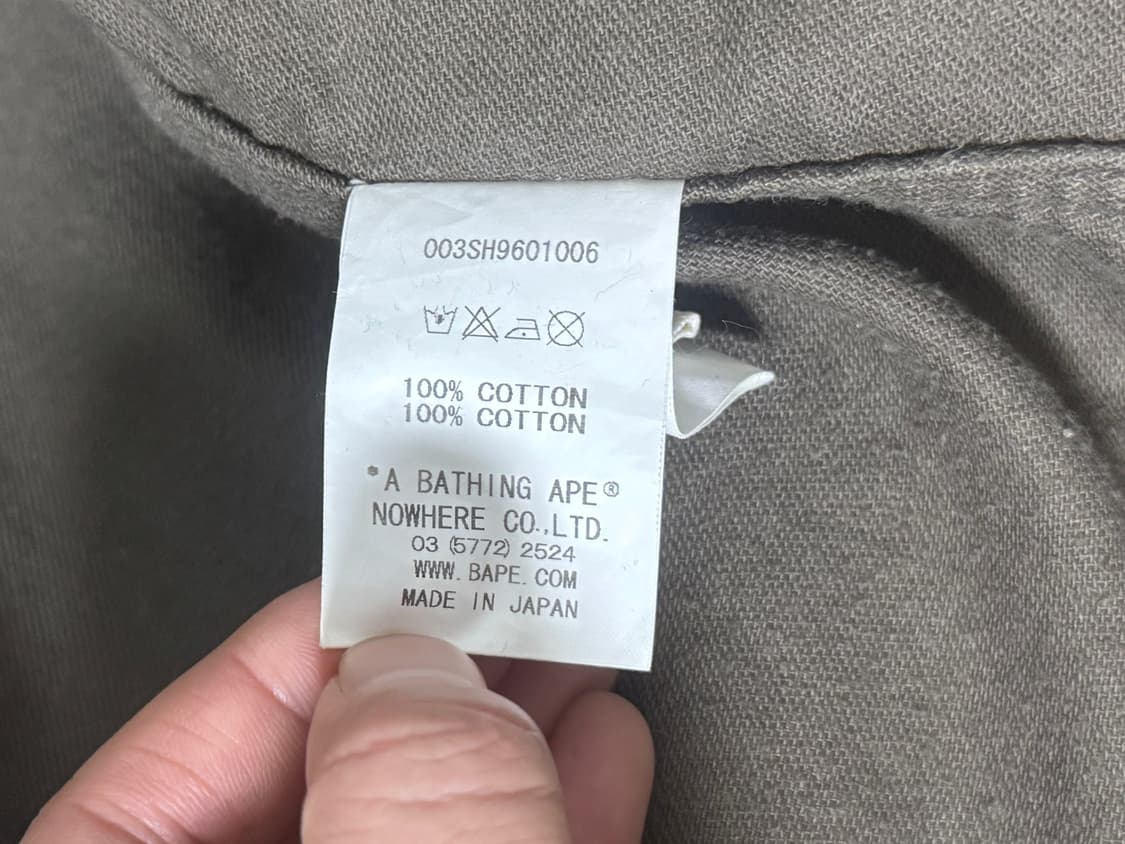 003SH9601006
100% COTTON
100% COTTON
*A BATHING APE®
NOWHERE CO.,LTD.
03 (5772) 2524
WWW.BAPE.COM
MADE IN JAPAN